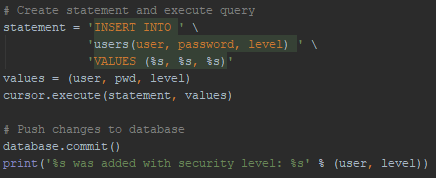 # Create statement and execute query
statement = 'INSERT INTO ' \
'users(user, password, level) ' \
'VALUES (%s, %s, %s)'
values = (user, pwd, level)
cursor.execute(statement, values)
# Push changes to database
database.commit()
print('%s was added with security level: %s' % (user, level))